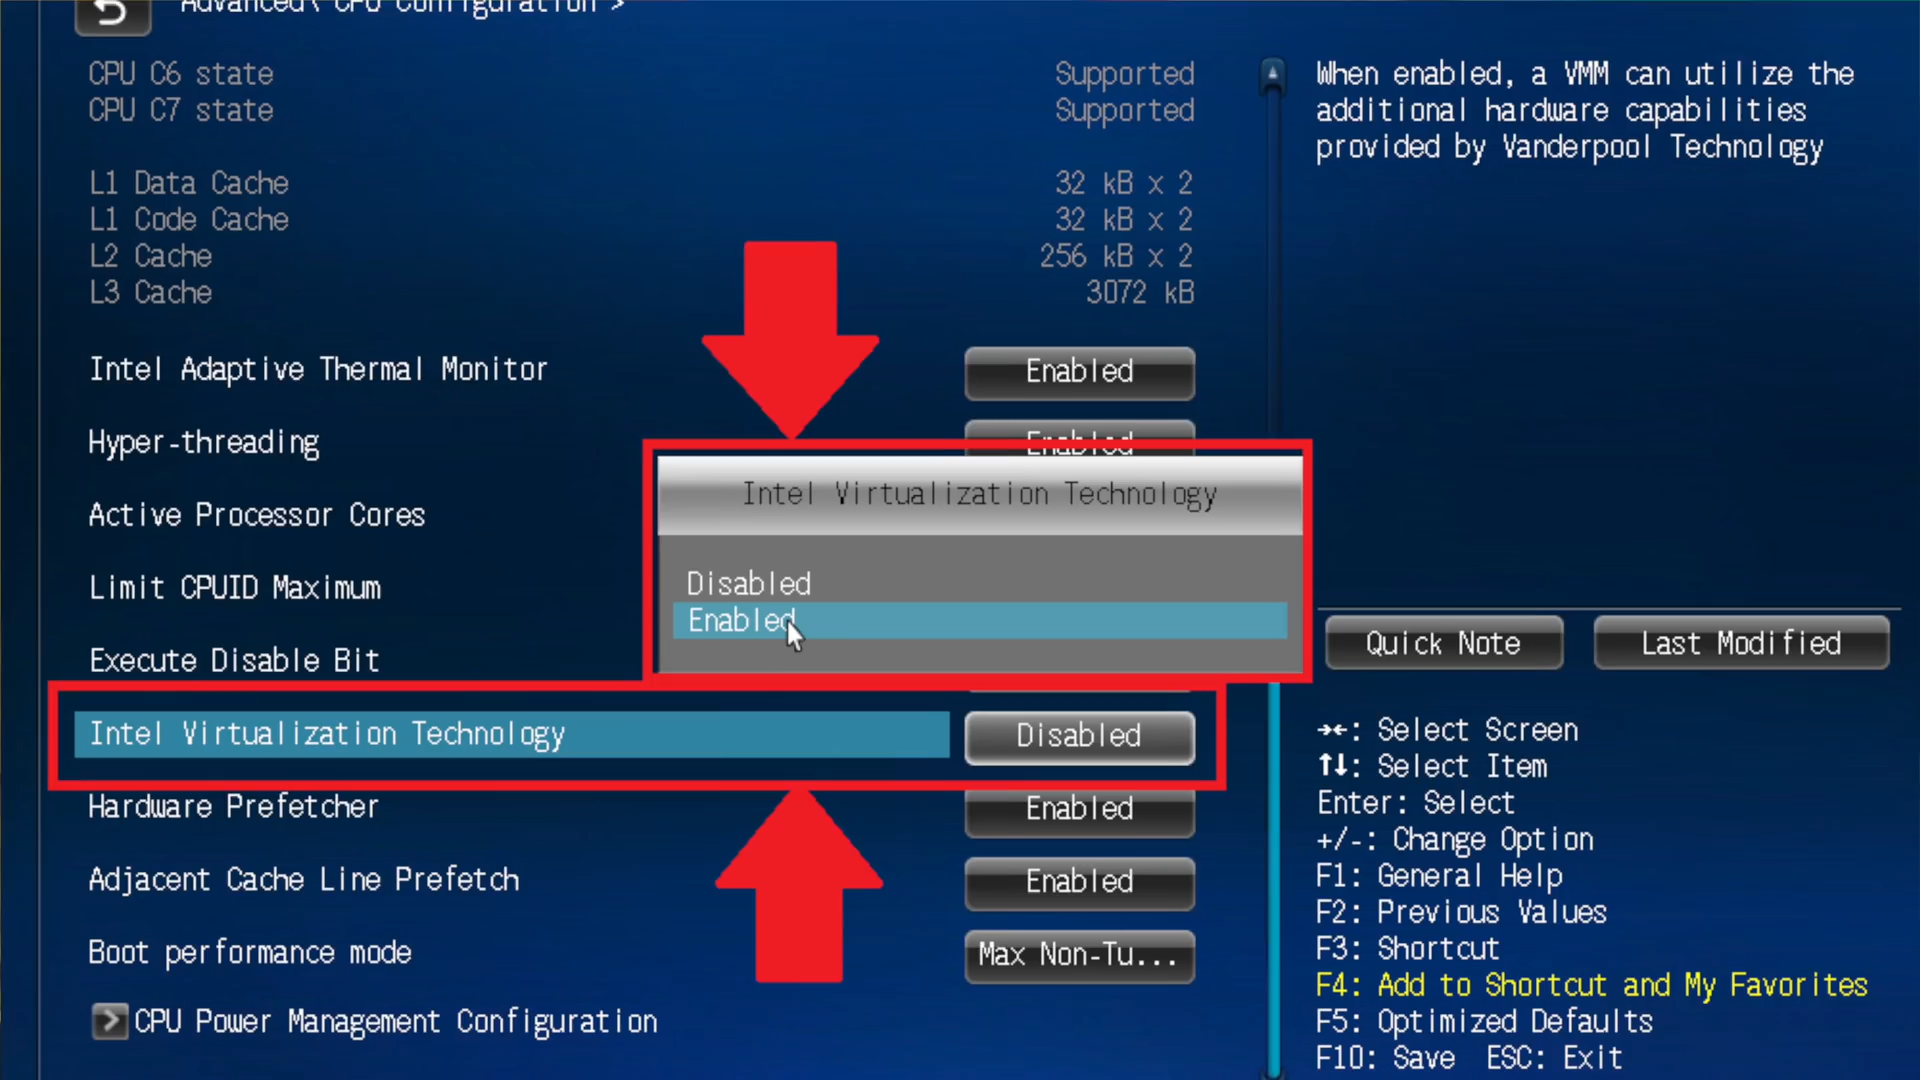 Advanced\ CPU Configuration >
CPU C6 state Supported
CPU C7 state Supported
L1 Data Cache 32 kB x 2
L1 Code Cache 32 kB x 2
L2 Cache 256 kB x 2
L3 Cache 3072 kB
Intel Adaptive Thermal Monitor Enabled
Hyper-threading Enabled
Active Processor Cores
Limit CPUID Maximum
Execute Disable Bit
Intel Virtualization Technology Disabled
Hardware Prefetcher Enabled
Adjacent Cache Line Prefetch Enabled
Boot performance mode Max Non-Tu...
CPU Power Management Configuration
Intel Virtualization Technology
Disabled
Enabled
When enabled, a VMM can utilize the
additional hardware capabilities
provided by Vanderpool Technology
Quick Note Last Modified
→←: Select Screen
↑↓: Select Item
Enter: Select
+/-: Change Option
F1: General Help
F2: Previous Values
F3: Shortcut
F4: Add to Shortcut and My Favorites
F5: Optimized Defaults
F10: Save ESC: Exit